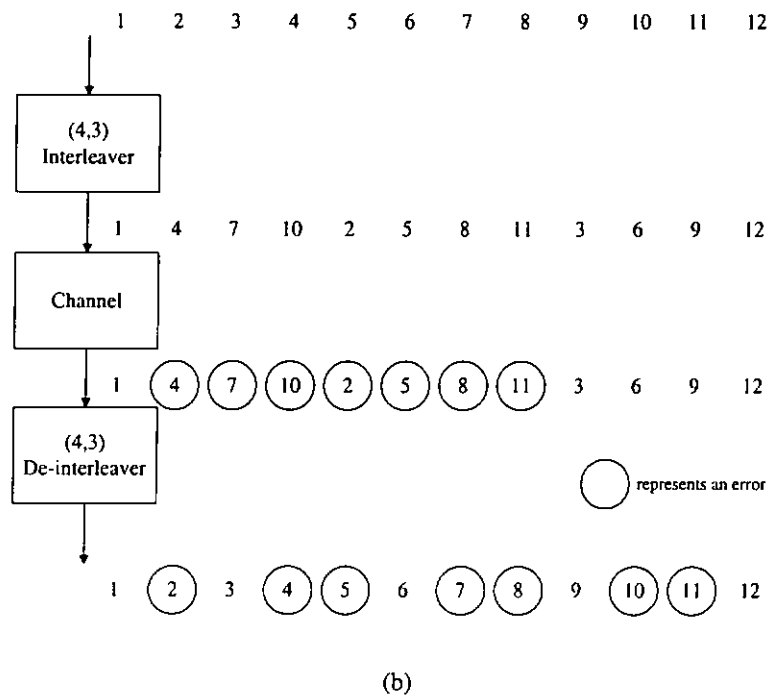 1 2 3 4 5 6 7 8 9 10 11 12
(4,3)
Interleaver
1 4 7 10 2 5 8 11 3 6 9 12
Channel
1 4 7 10 2 5 8 11 3 6 9 12
(4,3)
De-interleaver
represents an error
1 2 3 4 5 6 7 8 9 10 11 12
(b)